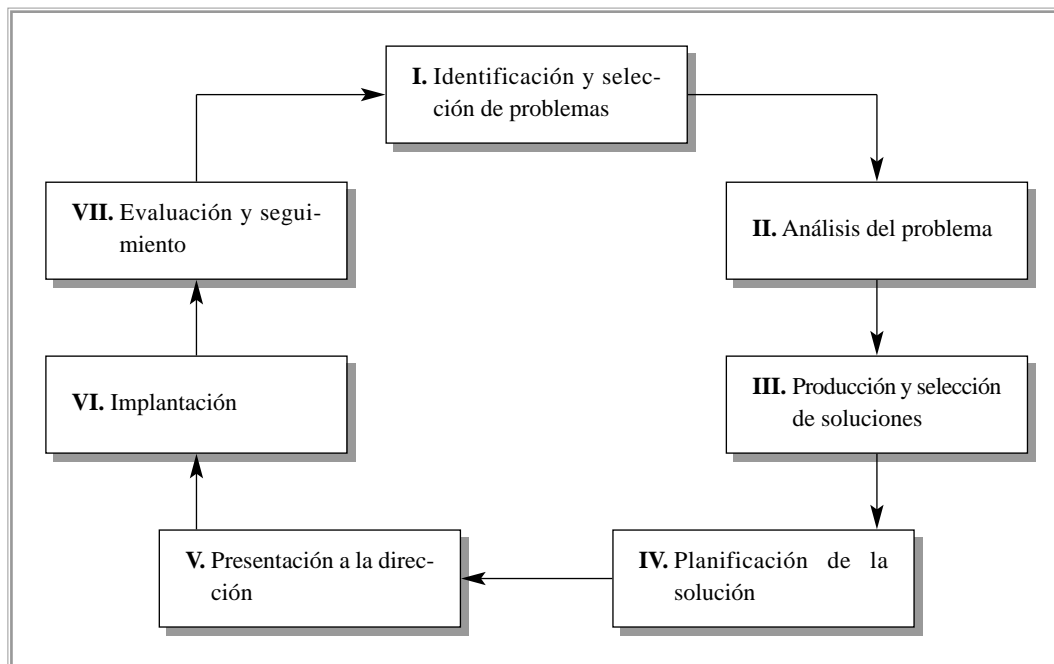 I. Identificación y selec-
ción de problemas
II. Análisis del problema
III. Producción y selección
de soluciones
IV. Planificación de la
solución
V. Presentación a la direc-
ción
VI. Implantación
VII. Evaluación y segui-
miento